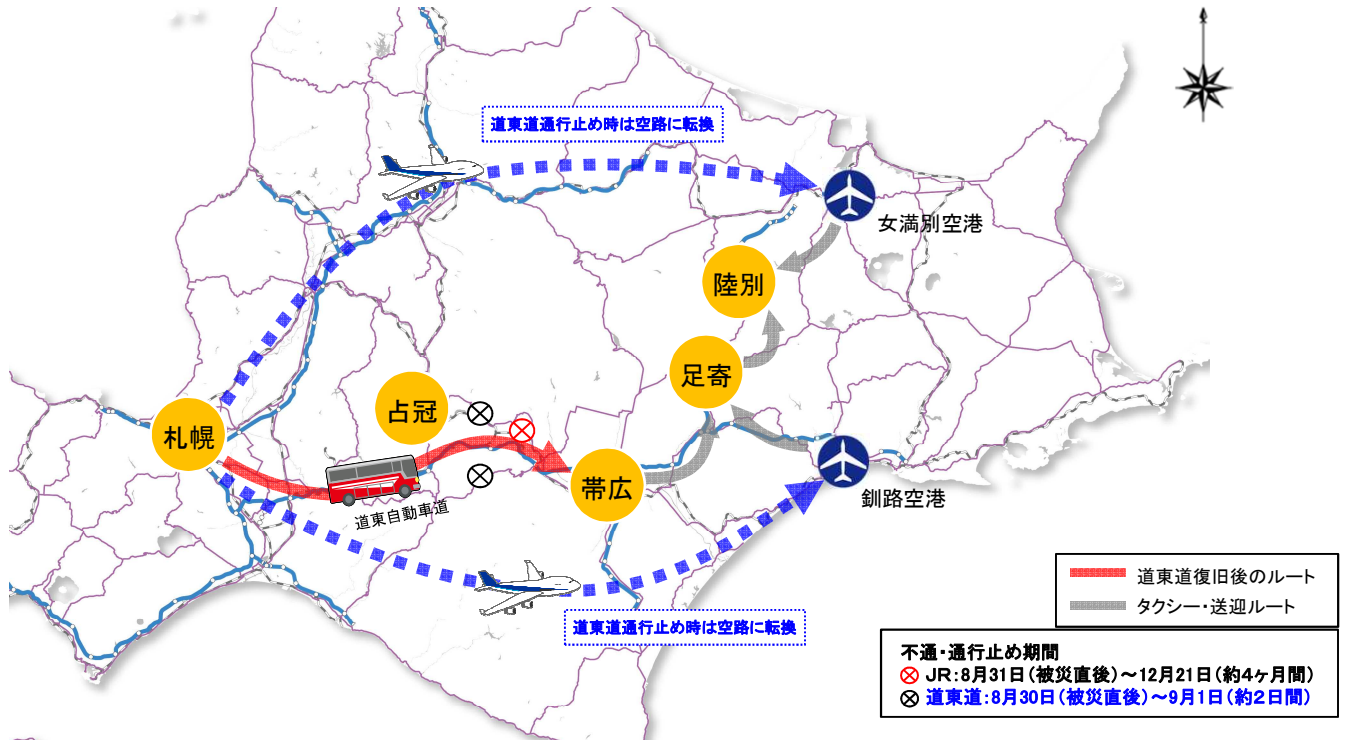 道東道通行止め時は空路に転換
女満別空港
陸別
足寄
占冠
札幌
帯広
道東自動車道
釧路空港
道東道通行止め時は空路に転換
道東道復旧後のルート
タクシー・送迎ルート
不通・通行止め期間
JR:8月31日(被災直後)～12月21日(約4ヶ月間)
道東道:8月30日(被災直後)～9月1日(約2日間)